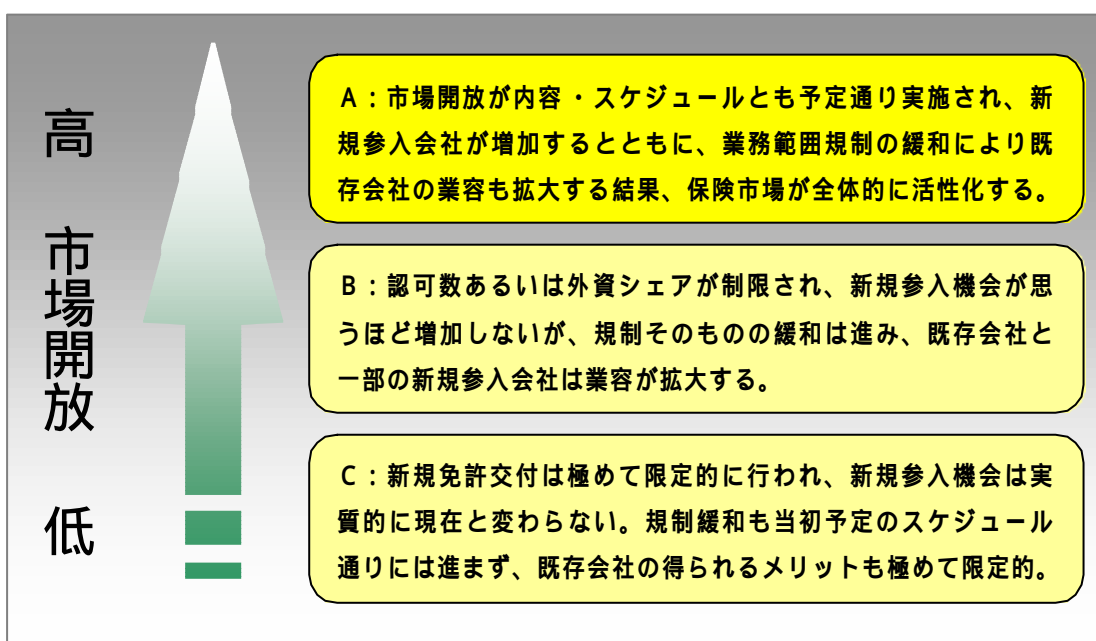 高
市場開放
低
A：市場開放が内容・スケジュールとも予定通り実施され、新
規参入会社が増加するとともに、業務範囲規制の緩和により既
存会社の業容も拡大する結果、保険市場が全体的に活性化する。
B：認可数あるいは外資シェアが制限され、新規参入機会が思
うほど増加しないが、規制そのものの緩和は進み、既存会社と
一部の新規参入会社は業容が拡大する。
C：新規免許交付は極めて限定的に行われ、新規参入機会は実
質的に現在と変わらない。規制緩和も当初予定のスケジュール
通りには進まず、既存会社の得られるメリットも極めて限定的。